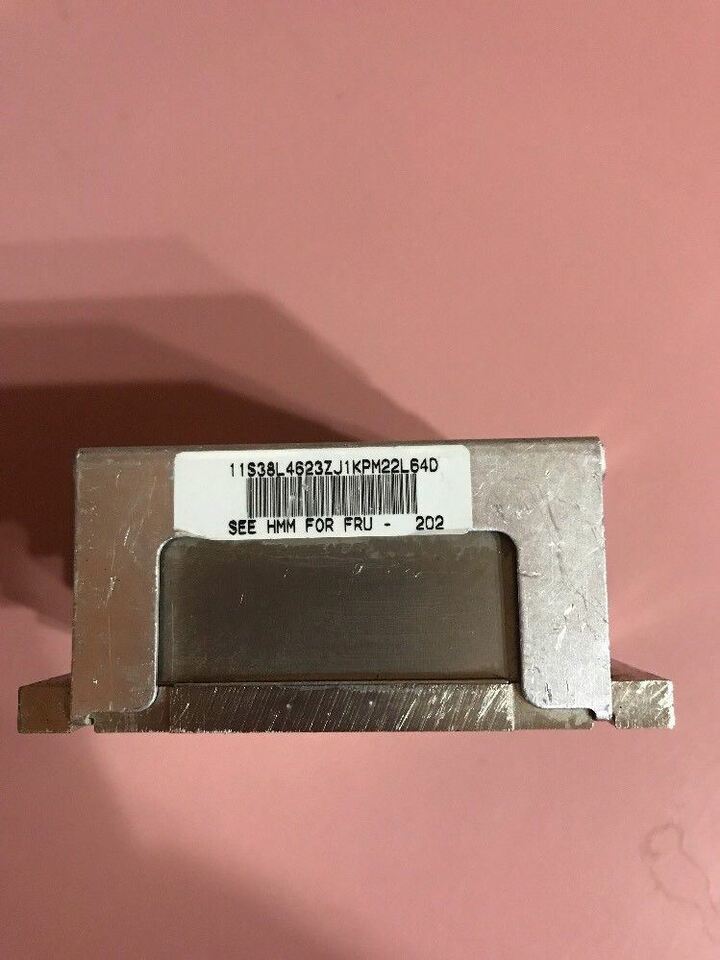 11S38L4623ZJ1KPM22L64D
SEE HMM FOR FRU - 202